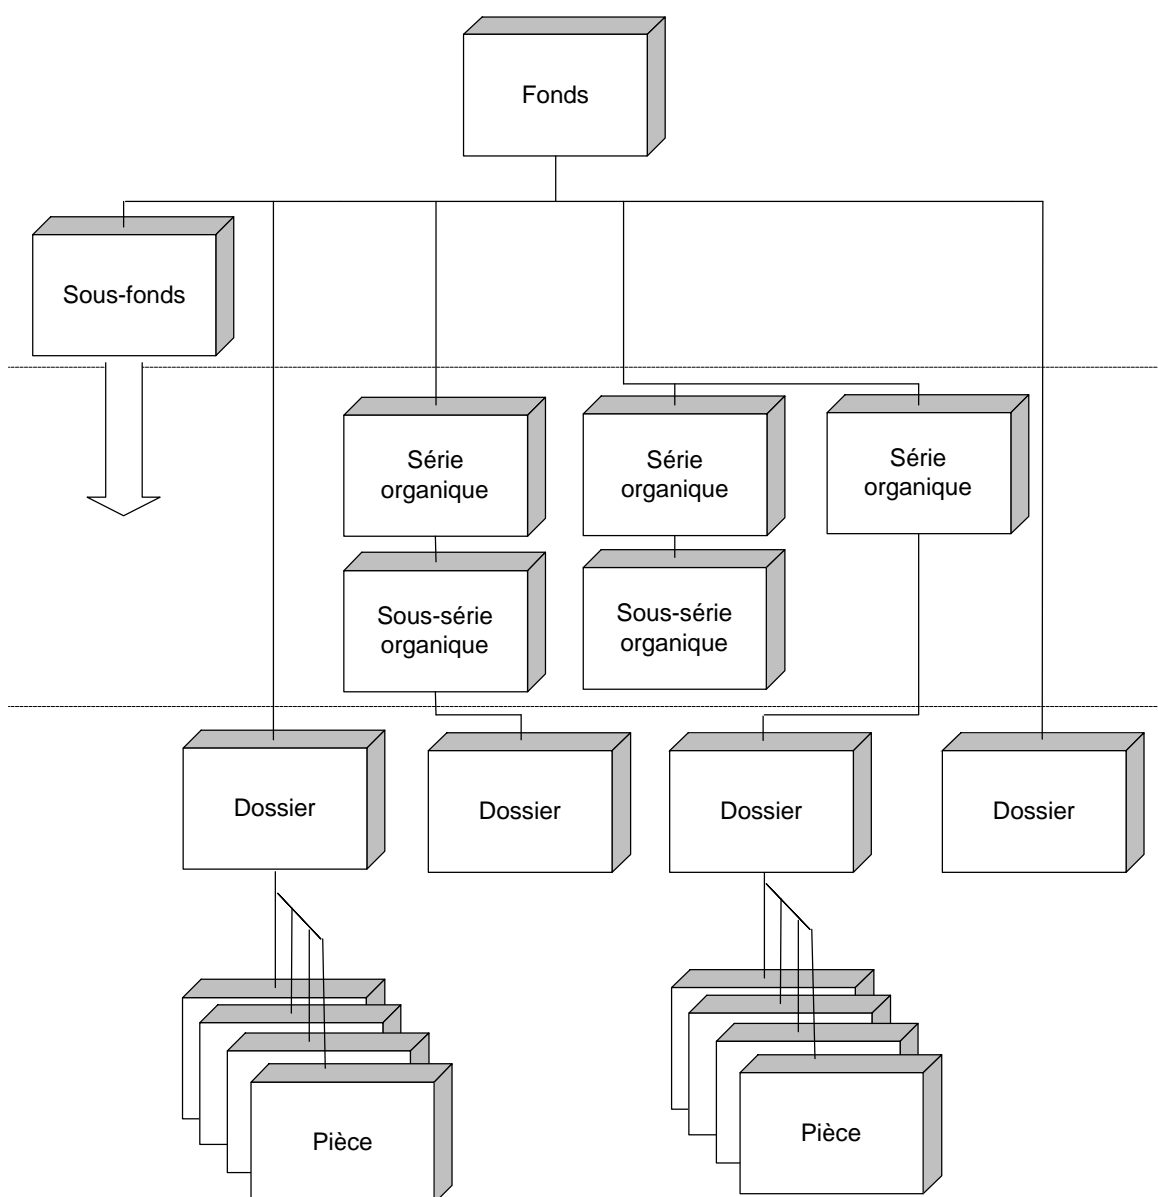 Fonds
Sous-fonds
Série
organique
Série
organique
Série
organique
Sous-série
organique
Sous-série
organique
Dossier
Dossier
Dossier
Dossier
Pièce
Pièce